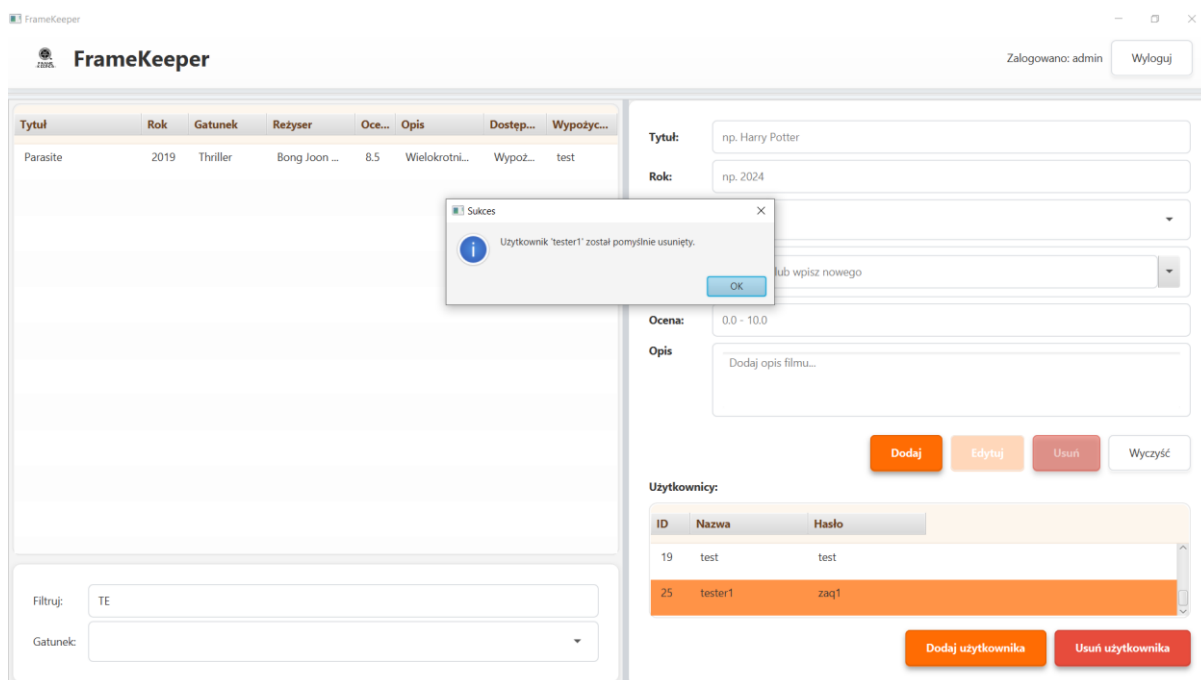 FrameKeeper
FrameKeeper
Zalogowano: admin
Wyloguj
Tytuł Rok Gatunek Reżyser Oce... Opis Dostęp... Wypożyc...
Parasite 2019 Thriller Bong Joon ... 8.5 Wielokrotni... Wypoż... test
Filtruj: TE
Gatunek:
Tytuł: np. Harry Potter
Rok: np. 2024
lub wpisz nowego
Ocena: 0.0 - 10.0
Opis Dodaj opis filmu...
Dodaj Edytuj Usuń Wyczyść
Sukces
Użytkownik 'tester1' został pomyślnie usunięty.
OK
Użytkownicy:
ID Nazwa Hasło
19 test test
25 tester1 zaq1
Dodaj użytkownika Usuń użytkownika